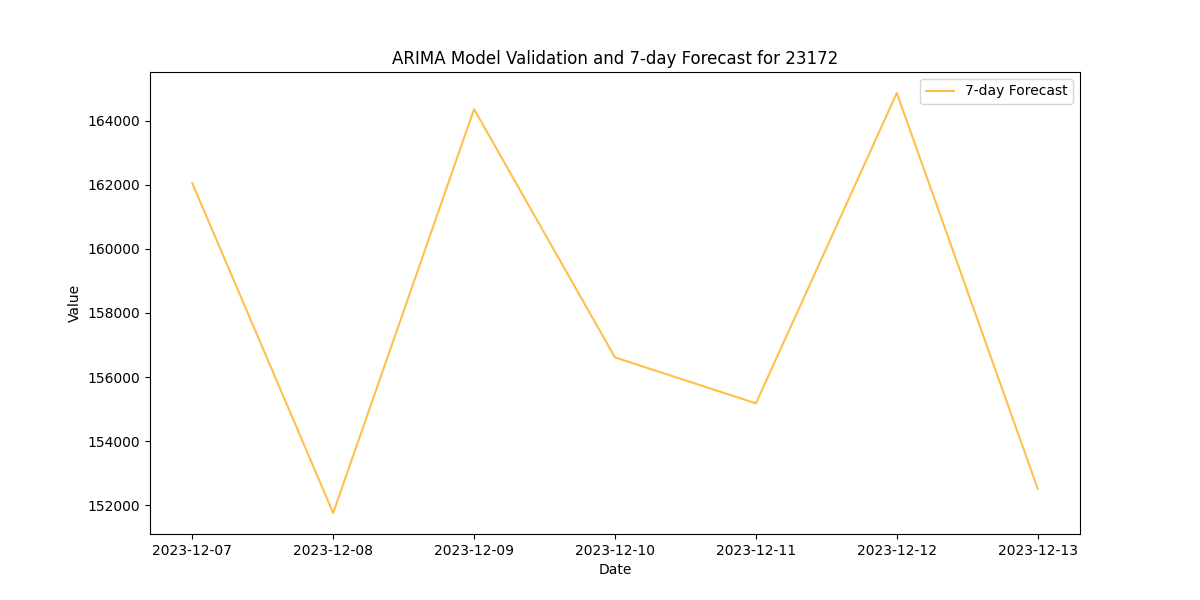 ARIMA Model Validation and 7-day Forecast for 23172
7-day Forecast
164000
162000
160000
158000
156000
154000
152000
Value
2023-12-07 2023-12-08 2023-12-09 2023-12-10 2023-12-11 2023-12-12 2023-12-13
Date